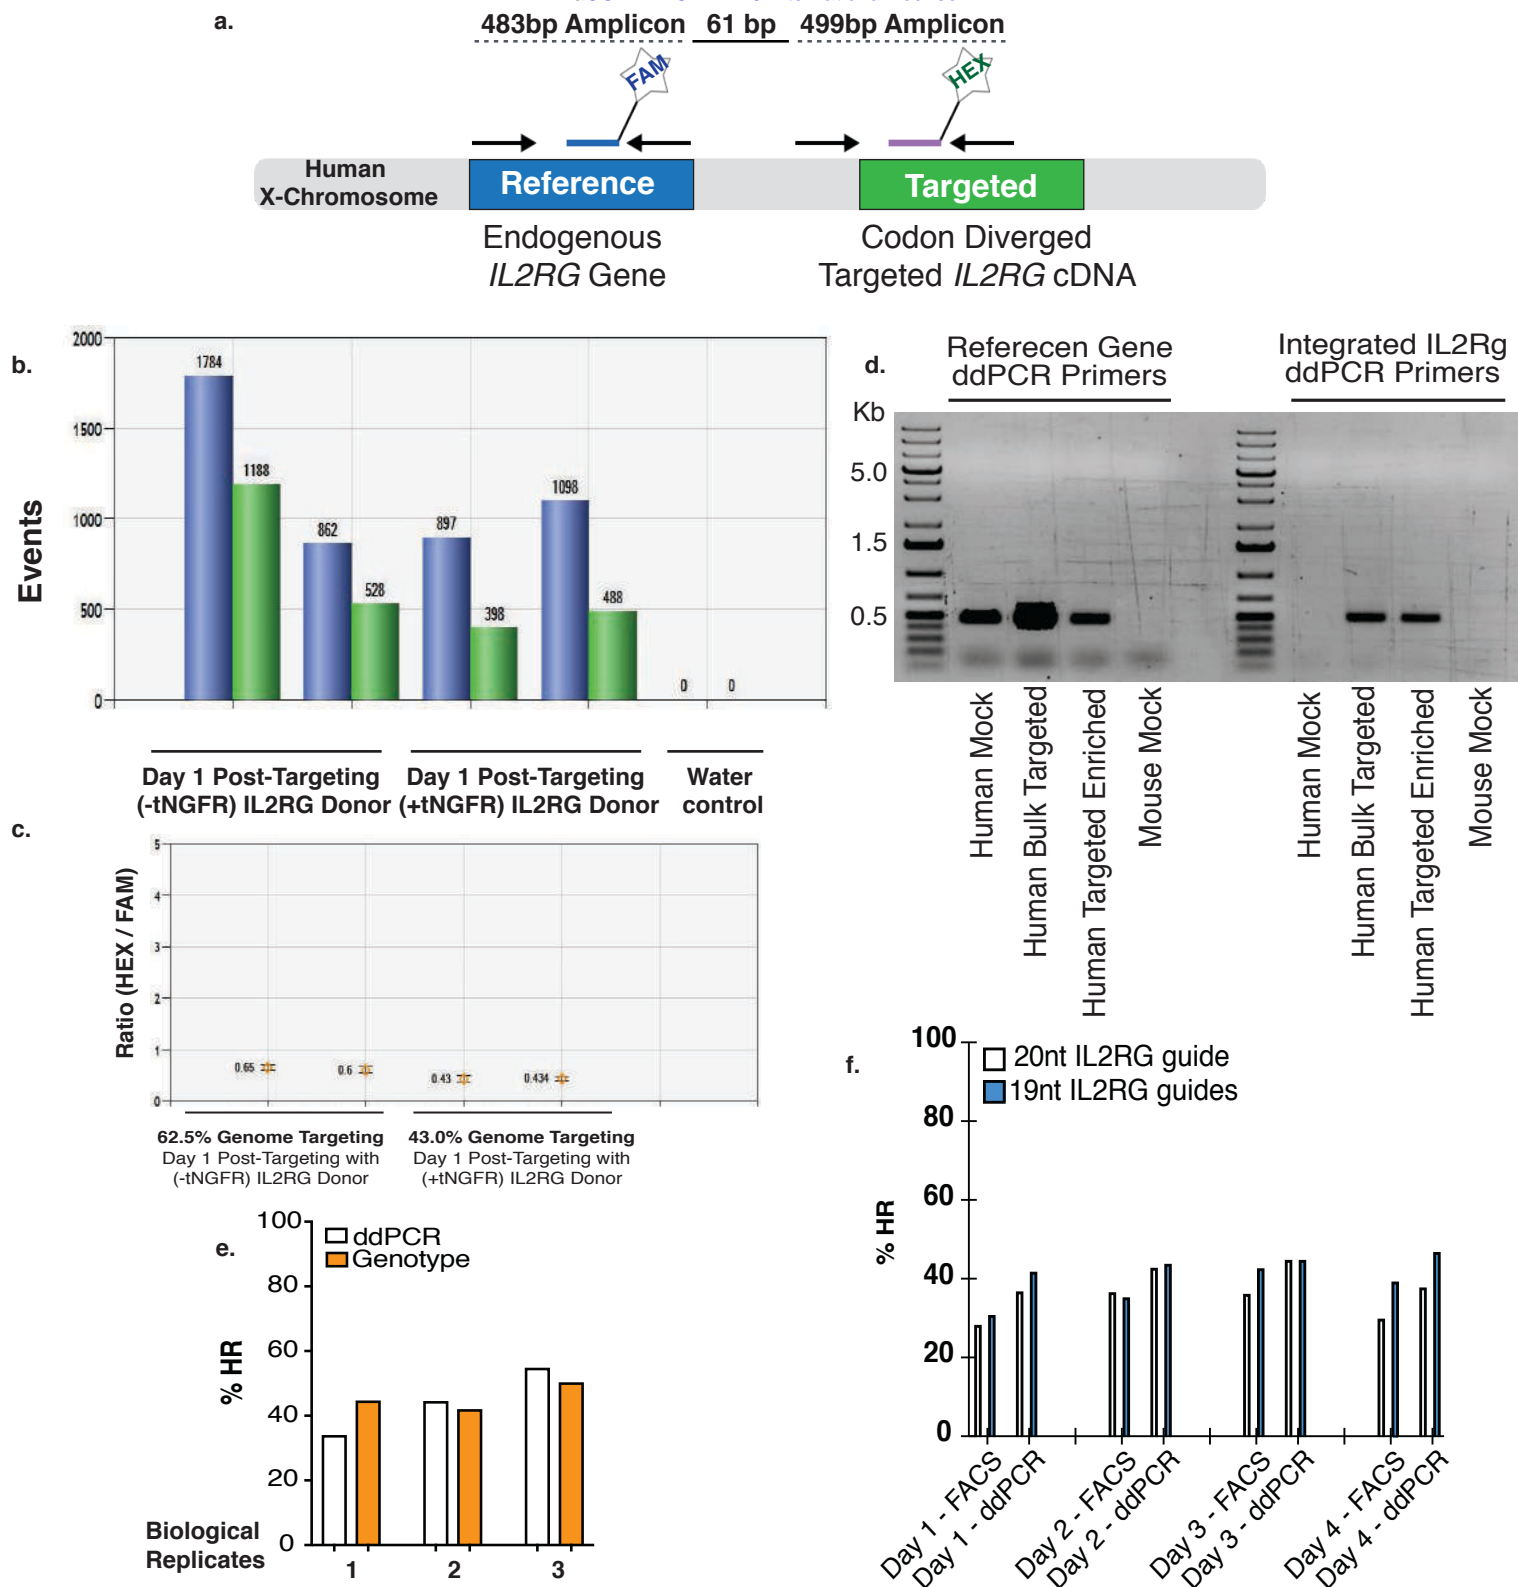 a.
483bp Amplicon 61 bp 499bp Amplicon
FAM
HEX
Human
X-Chromosome
Reference
Targeted
Endogenous
IL2RG Gene
Codon Diverged
Targeted IL2RG cDNA
b.
Events
2000
1500
1000
500
0
1784
1188
862
528
897
398
1098
488
0
0
Day 1 Post-Targeting
(-tNGFR) IL2RG Donor
Day 1 Post-Targeting
(+tNGFR) IL2RG Donor
Water
control
c.
Ratio (HEX / FAM)
5
4
3
2
1
0
0.65
0.6
0.43
0.434
62.5% Genome Targeting
Day 1 Post-Targeting with
(-tNGFR) IL2RG Donor
43.0% Genome Targeting
Day 1 Post-Targeting with
(+tNGFR) IL2RG Donor
d.
Referecen Gene
ddPCR Primers
Integrated IL2Rg
ddPCR Primers
Kb
5.0
1.5
0.5
Human Mock
Human Bulk Targeted
Human Targeted Enriched
Mouse Mock
Human Mock
Human Bulk Targeted
Human Targeted Enriched
Mouse Mock
e.
% HR
100
80
60
40
20
0
ddPCR
Genotype
Biological
Replicates
1
2
3
f.
% HR
100
80
60
40
20
0
20nt IL2RG guide
19nt IL2RG guides
Day 1 - FACS
Day 1 - ddPCR
Day 2 - FACS
Day 2 - ddPCR
Day 3 - FACS
Day 3 - ddPCR
Day 4 - FACS
Day 4 - ddPCR